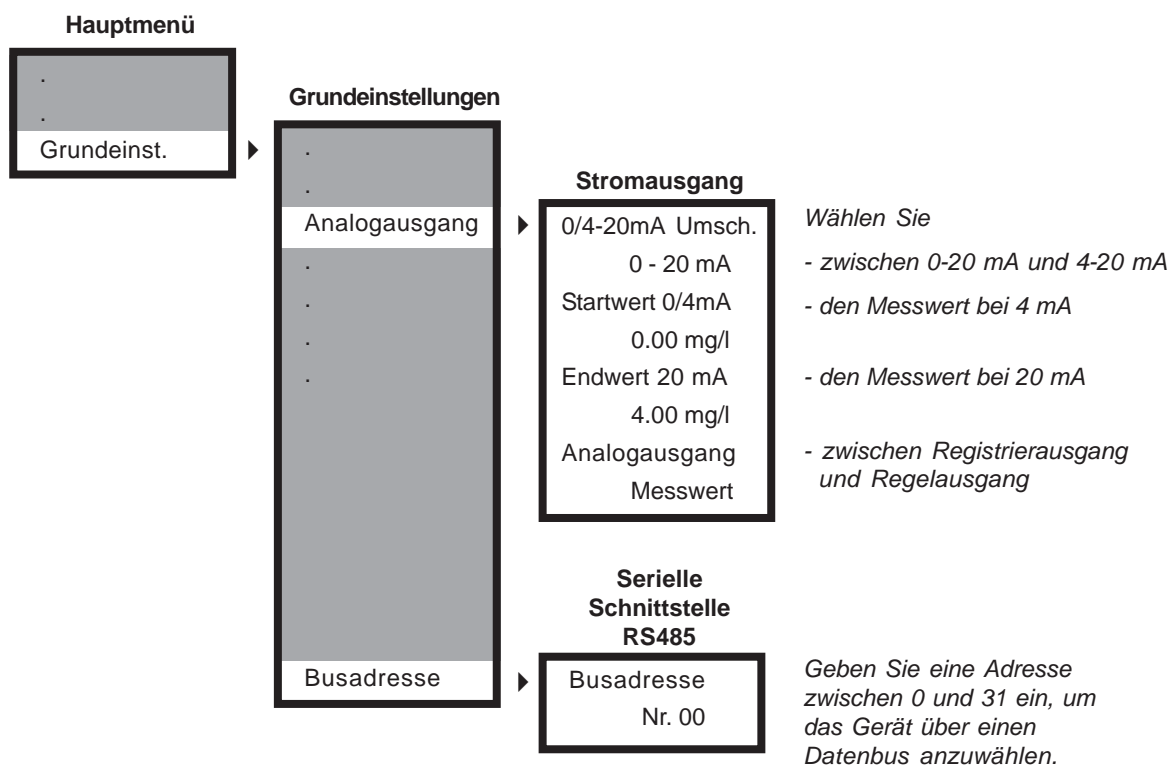 Hauptmenü
.
.
Grundeinst.
Grundeinstellungen
.
.
Analogausgang
.
.
.
.
Busadresse
Stromausgang
0/4-20mA Umsch.
0 - 20 mA
Startwert 0/4mA
0.00 mg/l
Endwert 20 mA
4.00 mg/l
Analogausgang
Messwert
Wählen Sie
- zwischen 0-20 mA und 4-20 mA
- den Messwert bei 4 mA
- den Messwert bei 20 mA
- zwischen Registrierausgang
und Regelausgang
Serielle
Schnittstelle
RS485
Busadresse
Nr. 00
Geben Sie eine Adresse
zwischen 0 und 31 ein, um
das Gerät über einen
Datenbus anzuwählen.